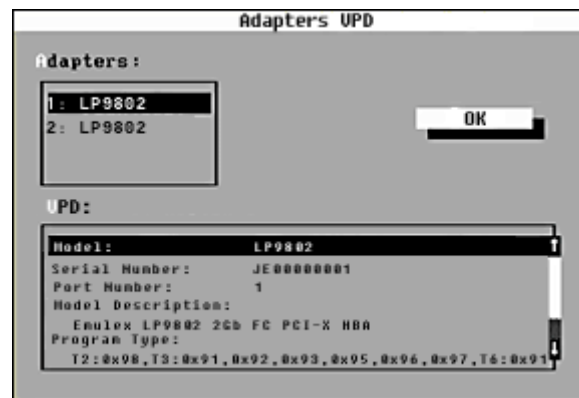 Adapters VPD
Adapters:
1: LP9802
2: LP9802
OK
VPD:
Model: LP9802
Serial Number: JE00000001
Port Number: 1
Model Description:
Emulex LP9802 2Gb FC PCI-X HBA
Program Type:
T2:0x98,T3:0x91,0x92,0x93,0x95,0x96,0x97,T6:0x91